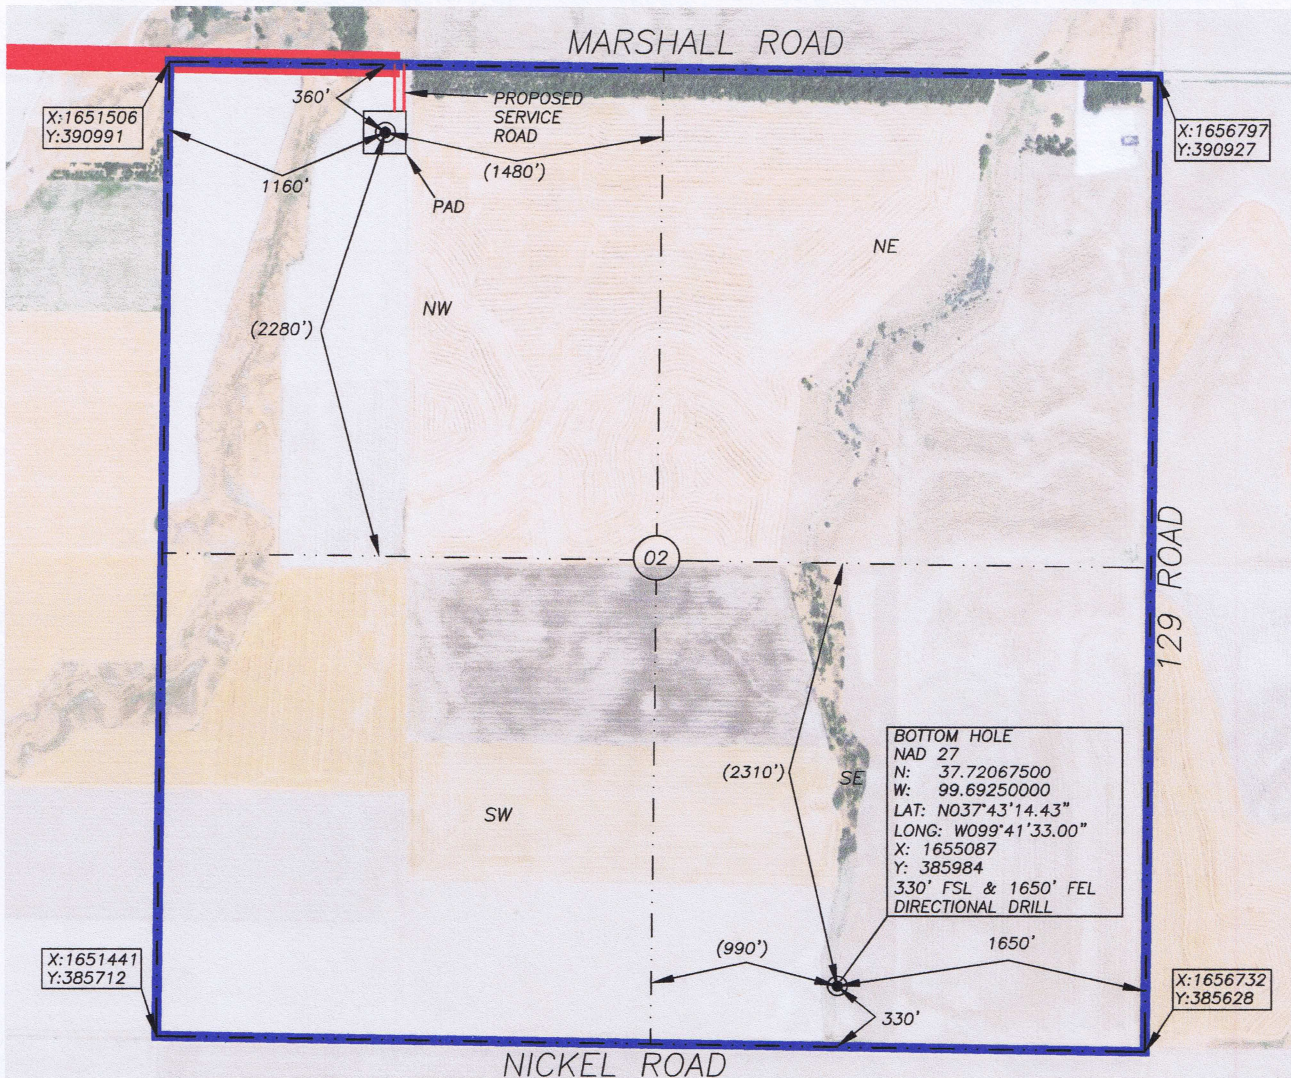 MARSHALL ROAD
X:1651506
Y:390991
360'
PROPOSED
SERVICE
ROAD
X:1656797
Y:390927
1160'
(1480')
PAD
NE
NW
(2280')
02
129 ROAD
BOTTOM HOLE
NAD 27
N: 37.72067500
W: 99.69250000
LAT: N037°43'14.43"
LONG: W099°41'33.00"
X: 1655087
Y: 385984
330' FSL & 1650' FEL
DIRECTIONAL DRILL
(2310')
SE
SW
(990')
1650'
X:1651441
Y:385712
X:1656732
Y:385628
330'
NICKEL ROAD